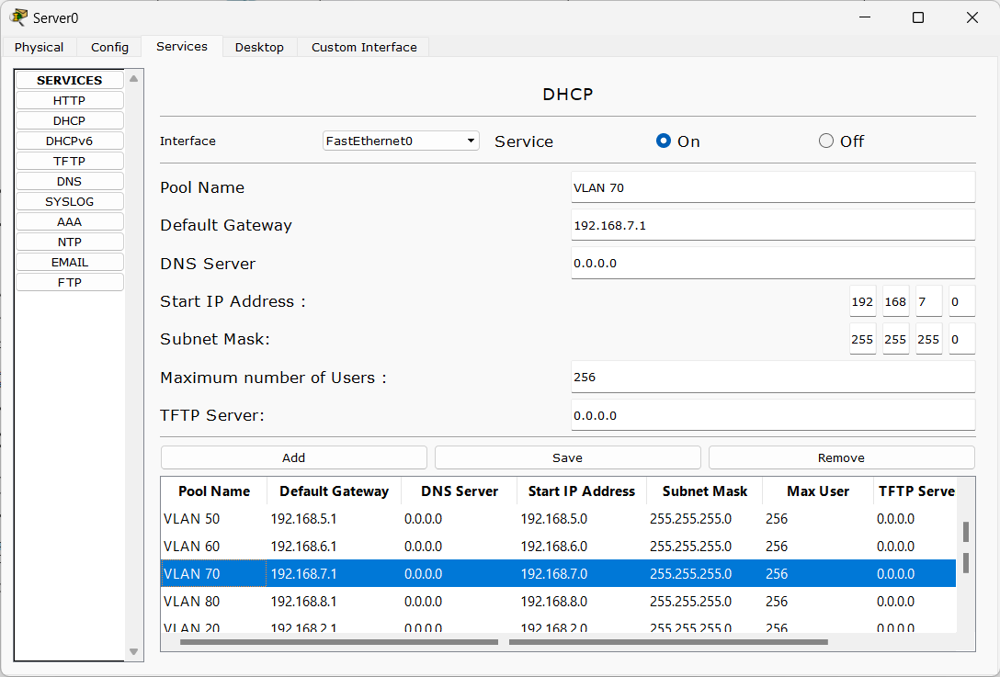 Server0
Physical Config Services Desktop Custom Interface
SERVICES
HTTP
DHCP
DHCPv6
TFTP
DNS
SYSLOG
AAA
NTP
EMAIL
FTP
DHCP
Interface FastEthernet0 Service On Off
Pool Name VLAN 70
Default Gateway 192.168.7.1
DNS Server 0.0.0.0
Start IP Address : 192 168 7 0
Subnet Mask: 255 255 255 0
Maximum number of Users : 256
TFTP Server: 0.0.0.0
Add Save Remove
Pool Name Default Gateway DNS Server Start IP Address Subnet Mask Max User TFTP Serve
VLAN 50 192.168.5.1 0.0.0.0 192.168.5.0 255.255.255.0 256 0.0.0.0
VLAN 60 192.168.6.1 0.0.0.0 192.168.6.0 255.255.255.0 256 0.0.0.0
VLAN 70 192.168.7.1 0.0.0.0 192.168.7.0 255.255.255.0 256 0.0.0.0
VLAN 80 192.168.8.1 0.0.0.0 192.168.8.0 255.255.255.0 256 0.0.0.0
VLAN 20 192.168.2.1 0.0.0.0 192.168.2.0 255.255.255.0 256 0.0.0.0